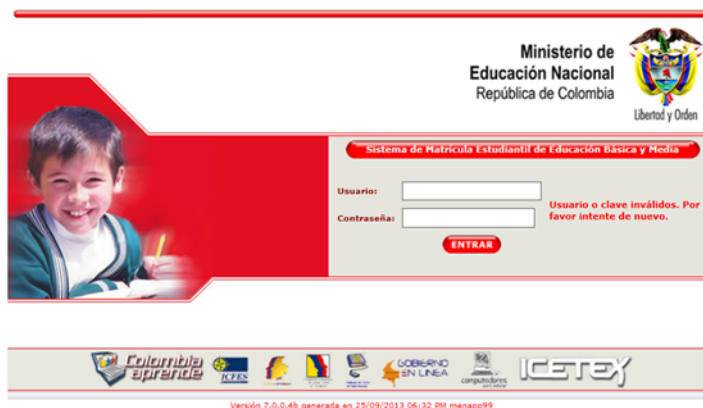 Ministerio de
Educación Nacional
República de Colombia
Libertad y Orden
Sistema de Matrícula Estudiantil de Educación Básica y Media
Usuario:
Usuario o clave inválidos. Por
favor intente de nuevo.
Contraseña:
ENTRAR
Colombia
aprende
ICFES
GOBIERNO
EN LINEA
computadores
ICETEX
Versión 7.0.0.4b generada en 25/09/2013 06:32 PM menapp99